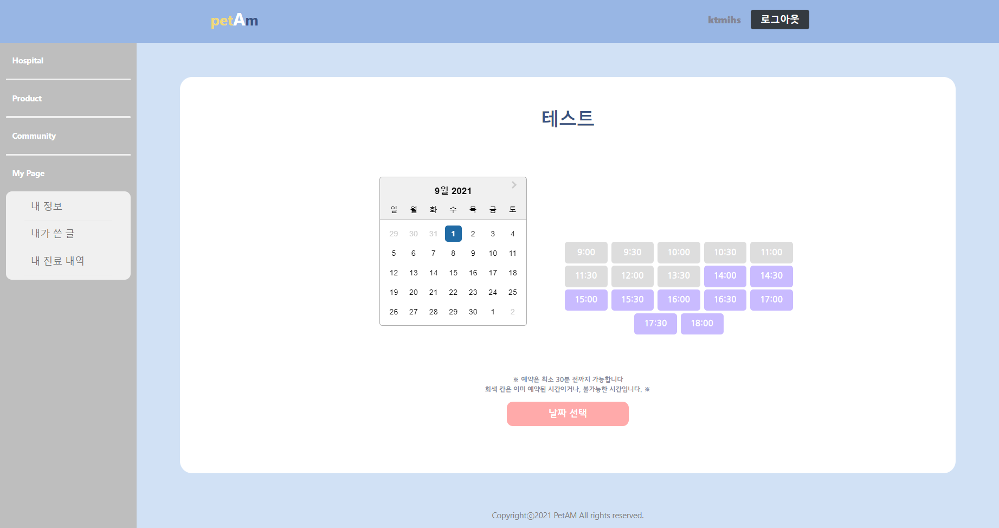 petAm
ktmihs 로그아웃
Hospital
Product
Community
My Page
내 정보
내가 쓴 글
내 진료 내역
테스트
9월 2021
일 월 화 수 목 금 토
29 30 31 1 2 3 4
5 6 7 8 9 10 11
12 13 14 15 16 17 18
19 20 21 22 23 24 25
26 27 28 29 30 1 2
9:00 9:30 10:00 10:30 11:00
11:30 12:00 13:30 14:00 14:30
15:00 15:30 16:00 16:30 17:00
17:30 18:00
※ 예약은 최소 30분 전까지 가능합니다
회색 칸은 이미 예약된 시간이거나, 불가능한 시간입니다. ※
날짜 선택
Copyrightⓒ2021 PetAM All rights reserved.